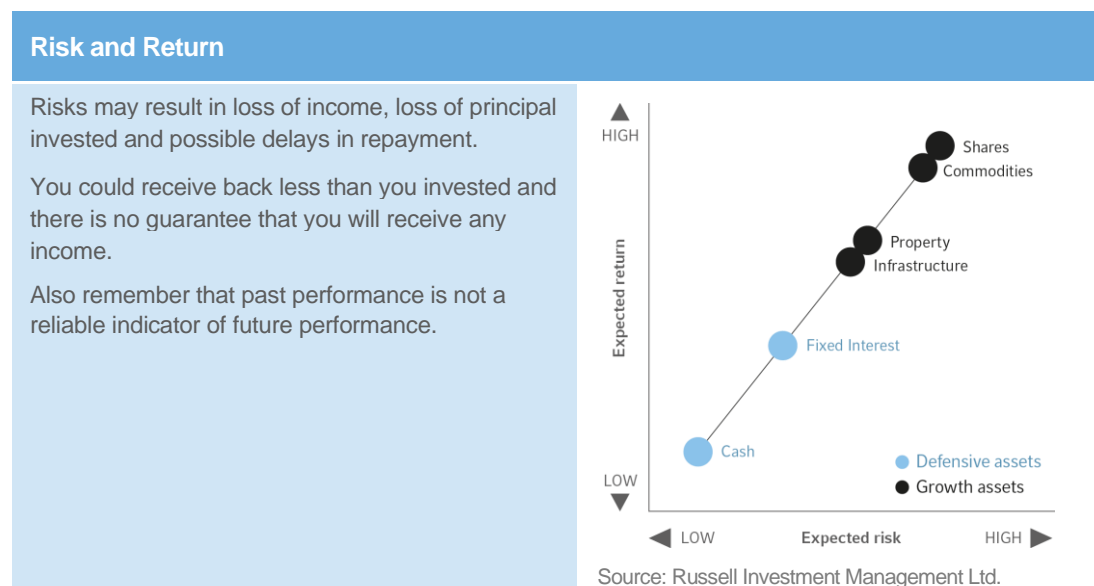 Risk and Return
Risks may result in loss of income, loss of principal
invested and possible delays in repayment.
You could receive back less than you invested and
there is no guarantee that you will receive any
income.
Also remember that past performance is not a
reliable indicator of future performance.
HIGH
Expected return
LOW
Shares
Commodities
Property
Infrastructure
Fixed Interest
Cash
Defensive assets
Growth assets
LOW Expected risk HIGH
Source: Russell Investment Management Ltd.